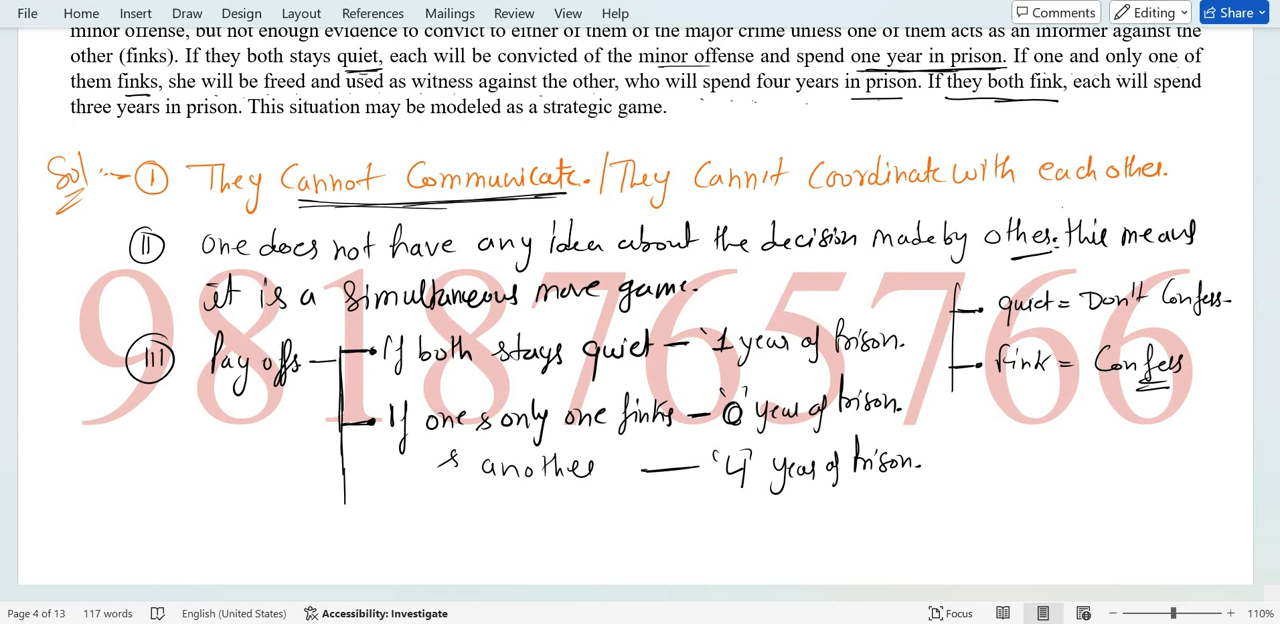 File Home Insert Draw Design Layout References Mailings Review View Help Comments Editing Share
minor offense, but not enough evidence to convict to either of them of the major crime unless one of them acts as an informer against the
other (finks). If they both stays quiet, each will be convicted of the minor offense and spend one year in prison. If one and only one of
them finks, she will be freed and used as witness against the other, who will spend four years in prison. If they both fink, each will spend
three years in prison. This situation may be modeled as a strategic game.
Sol :- (I) They Cannot Communicate. / They Cannot Coordinate with each other.
(II) One does not have any idea about the decision made by other. this means
it is a Simultaneous move game.
9818765766
quiet = Don't Confess
(III) Pay offs - If both stays quiet - '1' year of Prison.
fink = Confess
If one & only one finks - '0' year of prison.
& another - '4' year of Prison.
Page 4 of 13 117 words English (United States) Accessibility: Investigate Focus 110%